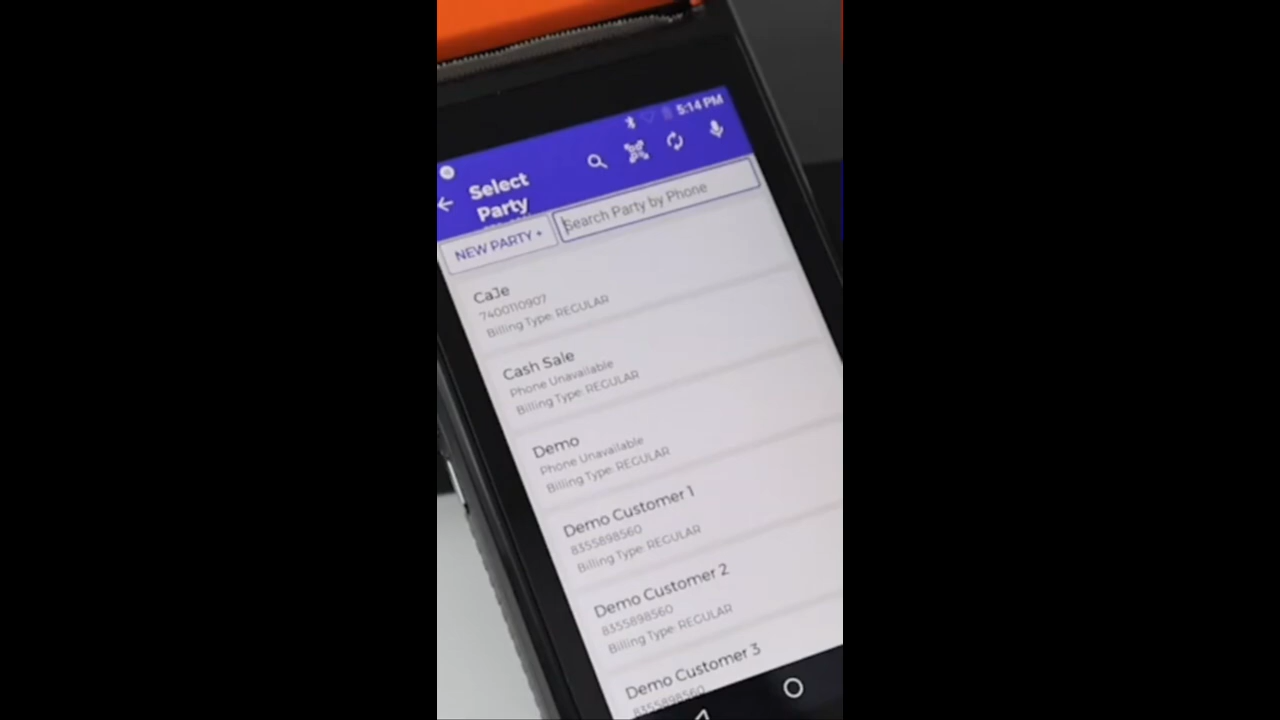 5:14 PM
Select
Party
NEW PARTY +
Search Party by Phone
CaJe
7400110907
Billing Type: REGULAR
Cash Sale
Phone Unavailable
Billing Type: REGULAR
Demo
Phone Unavailable
Billing Type: REGULAR
Demo Customer 1
8355898560
Billing Type: REGULAR
Demo Customer 2
8355898560
Billing Type: REGULAR
Demo Customer 3
8355898560